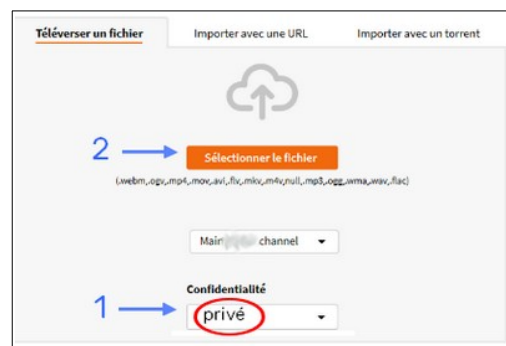 Téléverser un fichier Importer avec une URL Importer avec un torrent
2 Sélectionner le fichier
(.webm,.ogv,.mp4,.mov,.avi,.flv,.mkv,.m4v,null,.mp3,.ogg,.wma,.wav,.flac)
Main channel
Confidentialité
1 privé